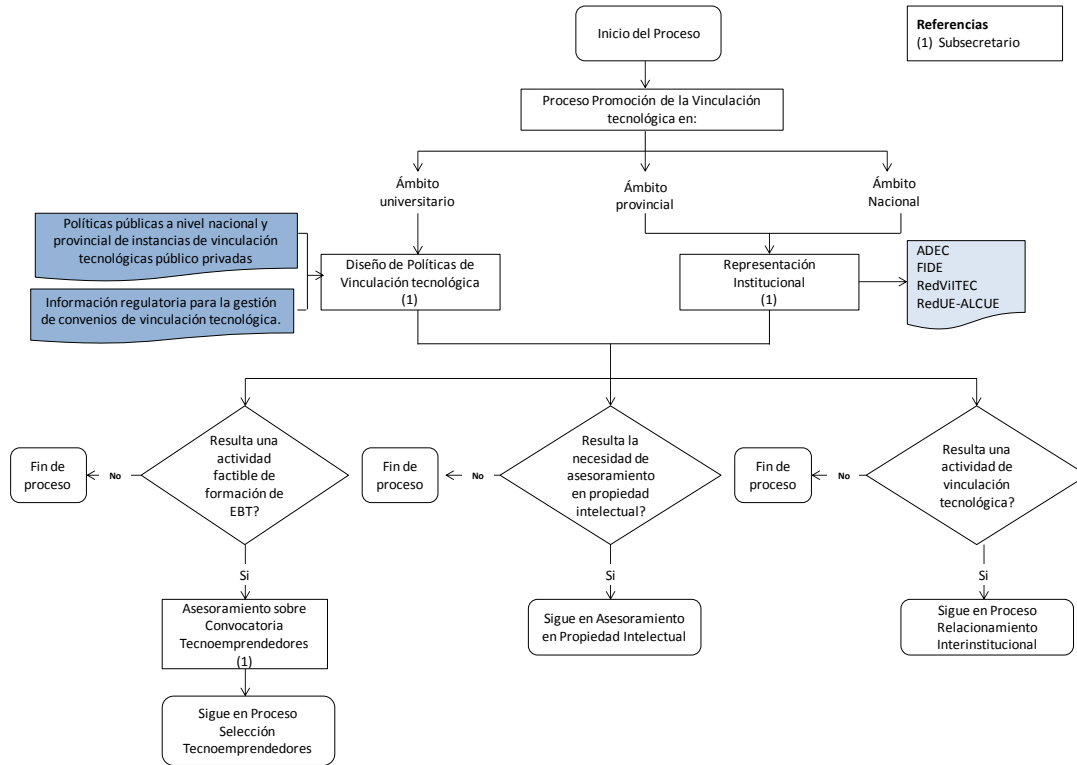 Inicio del Proceso
Referencias
(1) Subsecretario
Proceso Promoción de la Vinculación
tecnológica en:
Ámbito
universitario
Ámbito
provincial
Ámbito
Nacional
Políticas públicas a nivel nacional y
provincial de instancias de vinculación
tecnológicas público privadas
Información regulatoria para la gestión
de convenios de vinculación tecnológica.
Diseño de Políticas de
Vinculación tecnológica
(1)
Representación
Institucional
(1)
ADEC
FIDE
RedVilTEC
RedUE-ALCUE
Fin de
proceso
No
Resulta una
actividad
factible de
formación de
EBT?
Fin de
proceso
No
Resulta la
necesidad de
asesoramiento
en propiedad
intelectual?
Fin de
proceso
No
Resulta una
actividad de
vinculación
tecnológica?
Si
Si
Si
Asesoramiento sobre
Convocatoria
Tecnoemprendedores
(1)
Sigue en Asesoramiento
en Propiedad Intelectual
Sigue en Proceso
Relacionamiento
Interinstitucional
Sigue en Proceso
Selección
Tecnoemprendedores